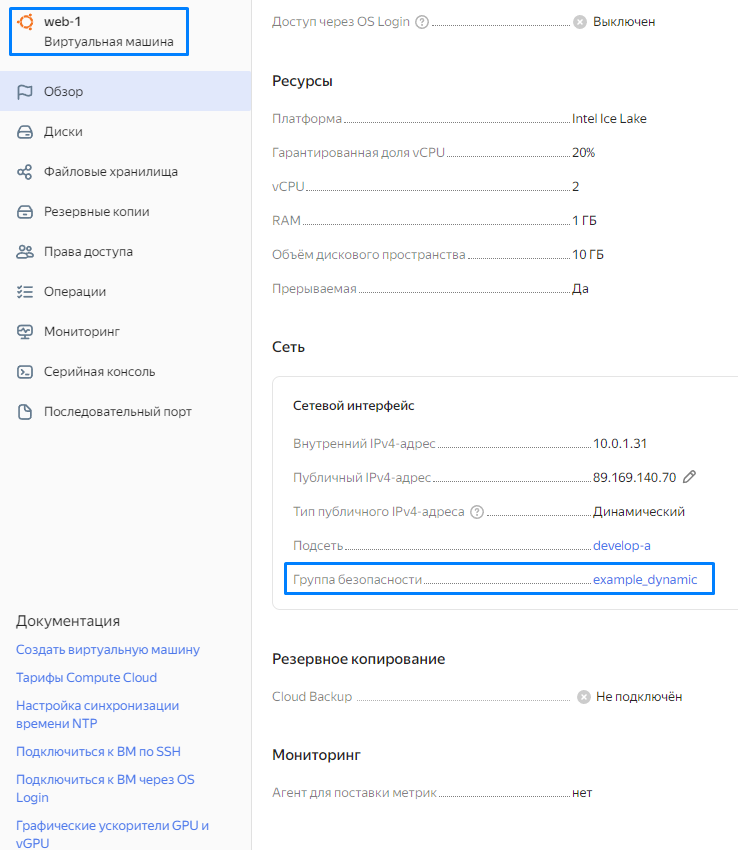 web-1
Виртуальная машина
Обзор
Диски
Файловые хранилища
Резервные копии
Права доступа
Операции
Мониторинг
Серийная консоль
Последовательный порт
Документация
Создать виртуальную машину
Тарифы Compute Cloud
Настройка синхронизации
времени NTP
Подключиться к ВМ по SSH
Подключиться к ВМ через OS
Login
Графические ускорители GPU и
vGPU
Доступ через OS Login ? Выключен
Ресурсы
Платформа Intel Ice Lake
Гарантированная доля vCPU 20%
vCPU 2
RAM 1 ГБ
Объём дискового пространства 10 ГБ
Прерываемая Да
Сеть
Сетевой интерфейс
Внутренний IPv4-адрес 10.0.1.31
Публичный IPv4-адрес 89.169.140.70
Тип публичного IPv4-адреса ? Динамический
Подсеть develop-a
Группа безопасности example_dynamic
Резервное копирование
Cloud Backup Не подключён
Мониторинг
Агент для поставки метрик нет